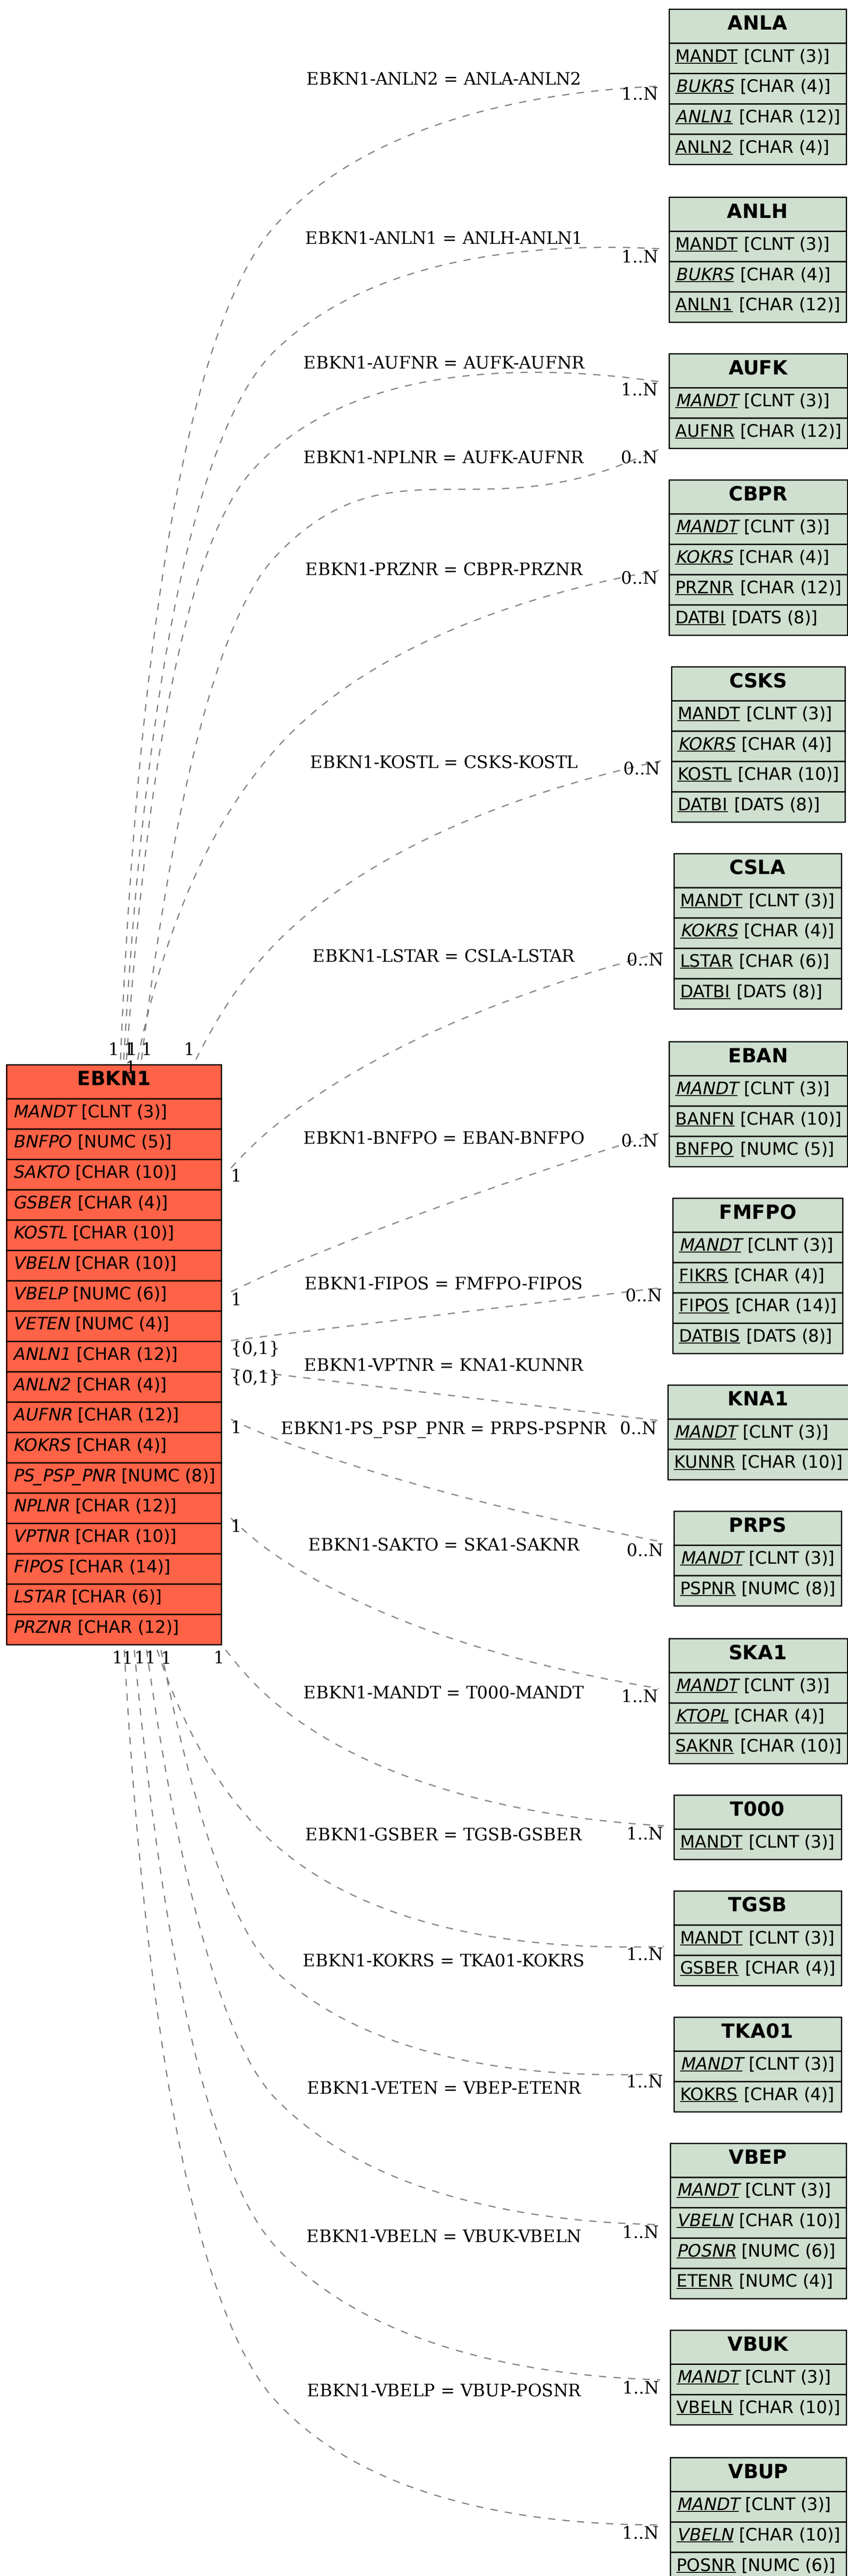 ANLA
MANDT [CLNT (3)]
BUKRS [CHAR (4)]
ANLN1 [CHAR (12)]
ANLN2 [CHAR (4)]
EBKN1-ANLN2 = ANLA-ANLN2
1..N
ANLH
MANDT [CLNT (3)]
BUKRS [CHAR (4)]
ANLN1 [CHAR (12)]
EBKN1-ANLN1 = ANLH-ANLN1
1..N
AUFK
MANDT [CLNT (3)]
AUFNR [CHAR (12)]
EBKN1-AUFNR = AUFK-AUFNR
1..N
EBKN1-NPLNR = AUFK-AUFNR
0..N
CBPR
MANDT [CLNT (3)]
KOKRS [CHAR (4)]
PRZNR [CHAR (12)]
DATBI [DATS (8)]
EBKN1-PRZNR = CBPR-PRZNR
0..N
CSKS
MANDT [CLNT (3)]
KOKRS [CHAR (4)]
KOSTL [CHAR (10)]
DATBI [DATS (8)]
EBKN1-KOSTL = CSKS-KOSTL
0..N
CSLA
MANDT [CLNT (3)]
KOKRS [CHAR (4)]
LSTAR [CHAR (6)]
DATBI [DATS (8)]
EBKN1-LSTAR = CSLA-LSTAR
0..N
1
1
1
1
1
1
EBKN1
MANDT [CLNT (3)]
BNFPO [NUMC (5)]
SAKTO [CHAR (10)]
GSBER [CHAR (4)]
KOSTL [CHAR (10)]
VBELN [CHAR (10)]
VBELP [NUMC (6)]
VETEN [NUMC (4)]
ANLN1 [CHAR (12)]
ANLN2 [CHAR (4)]
AUFNR [CHAR (12)]
KOKRS [CHAR (4)]
PS_PSP_PNR [NUMC (8)]
NPLNR [CHAR (12)]
VPTNR [CHAR (10)]
FIPOS [CHAR (14)]
LSTAR [CHAR (6)]
PRZNR [CHAR (12)]
1
1
{0,1}
{0,1}
1
1
1
1
1
1
1
1
EBAN
MANDT [CLNT (3)]
BANFN [CHAR (10)]
BNFPO [NUMC (5)]
EBKN1-BNFPO = EBAN-BNFPO
0..N
FMFPO
MANDT [CLNT (3)]
FIKRS [CHAR (4)]
FIPOS [CHAR (14)]
DATBIS [DATS (8)]
EBKN1-FIPOS = FMFPO-FIPOS
0..N
KNA1
MANDT [CLNT (3)]
KUNNR [CHAR (10)]
EBKN1-VPTNR = KNA1-KUNNR
0..N
PRPS
MANDT [CLNT (3)]
PSPNR [NUMC (8)]
EBKN1-PS_PSP_PNR = PRPS-PSPNR
0..N
SKA1
MANDT [CLNT (3)]
KTOPL [CHAR (4)]
SAKNR [CHAR (10)]
EBKN1-SAKTO = SKA1-SAKNR
1..N
T000
MANDT [CLNT (3)]
EBKN1-MANDT = T000-MANDT
1..N
TGSB
MANDT [CLNT (3)]
GSBER [CHAR (4)]
EBKN1-GSBER = TGSB-GSBER
1..N
TKA01
MANDT [CLNT (3)]
KOKRS [CHAR (4)]
EBKN1-KOKRS = TKA01-KOKRS
1..N
VBEP
MANDT [CLNT (3)]
VBELN [CHAR (10)]
POSNR [NUMC (6)]
ETENR [NUMC (4)]
EBKN1-VETEN = VBEP-ETENR
1..N
VBUK
MANDT [CLNT (3)]
VBELN [CHAR (10)]
EBKN1-VBELN = VBUK-VBELN
1..N
VBUP
MANDT [CLNT (3)]
VBELN [CHAR (10)]
POSNR [NUMC (6)]
EBKN1-VBELP = VBUP-POSNR
1..N